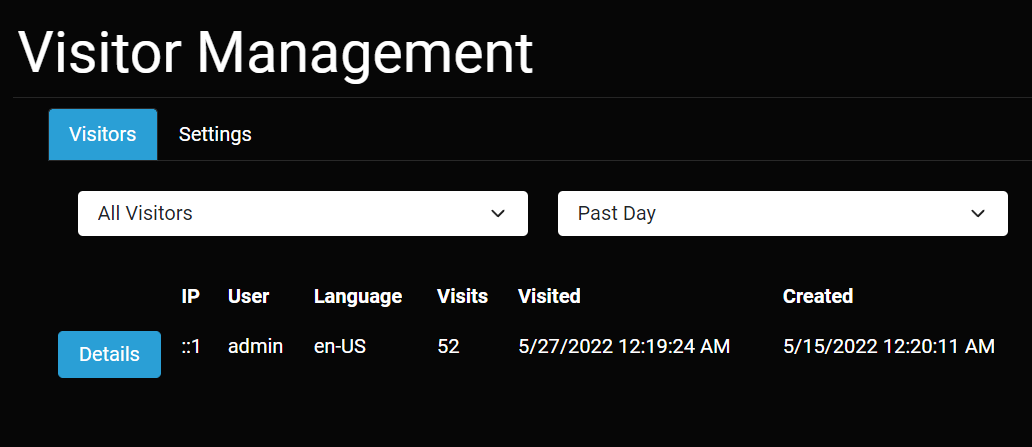 Visitor Management
Visitors Settings
All Visitors Past Day
IP User Language Visits Visited Created
Details ::1 admin en-US 52 5/27/2022 12:19:24 AM 5/15/2022 12:20:11 AM